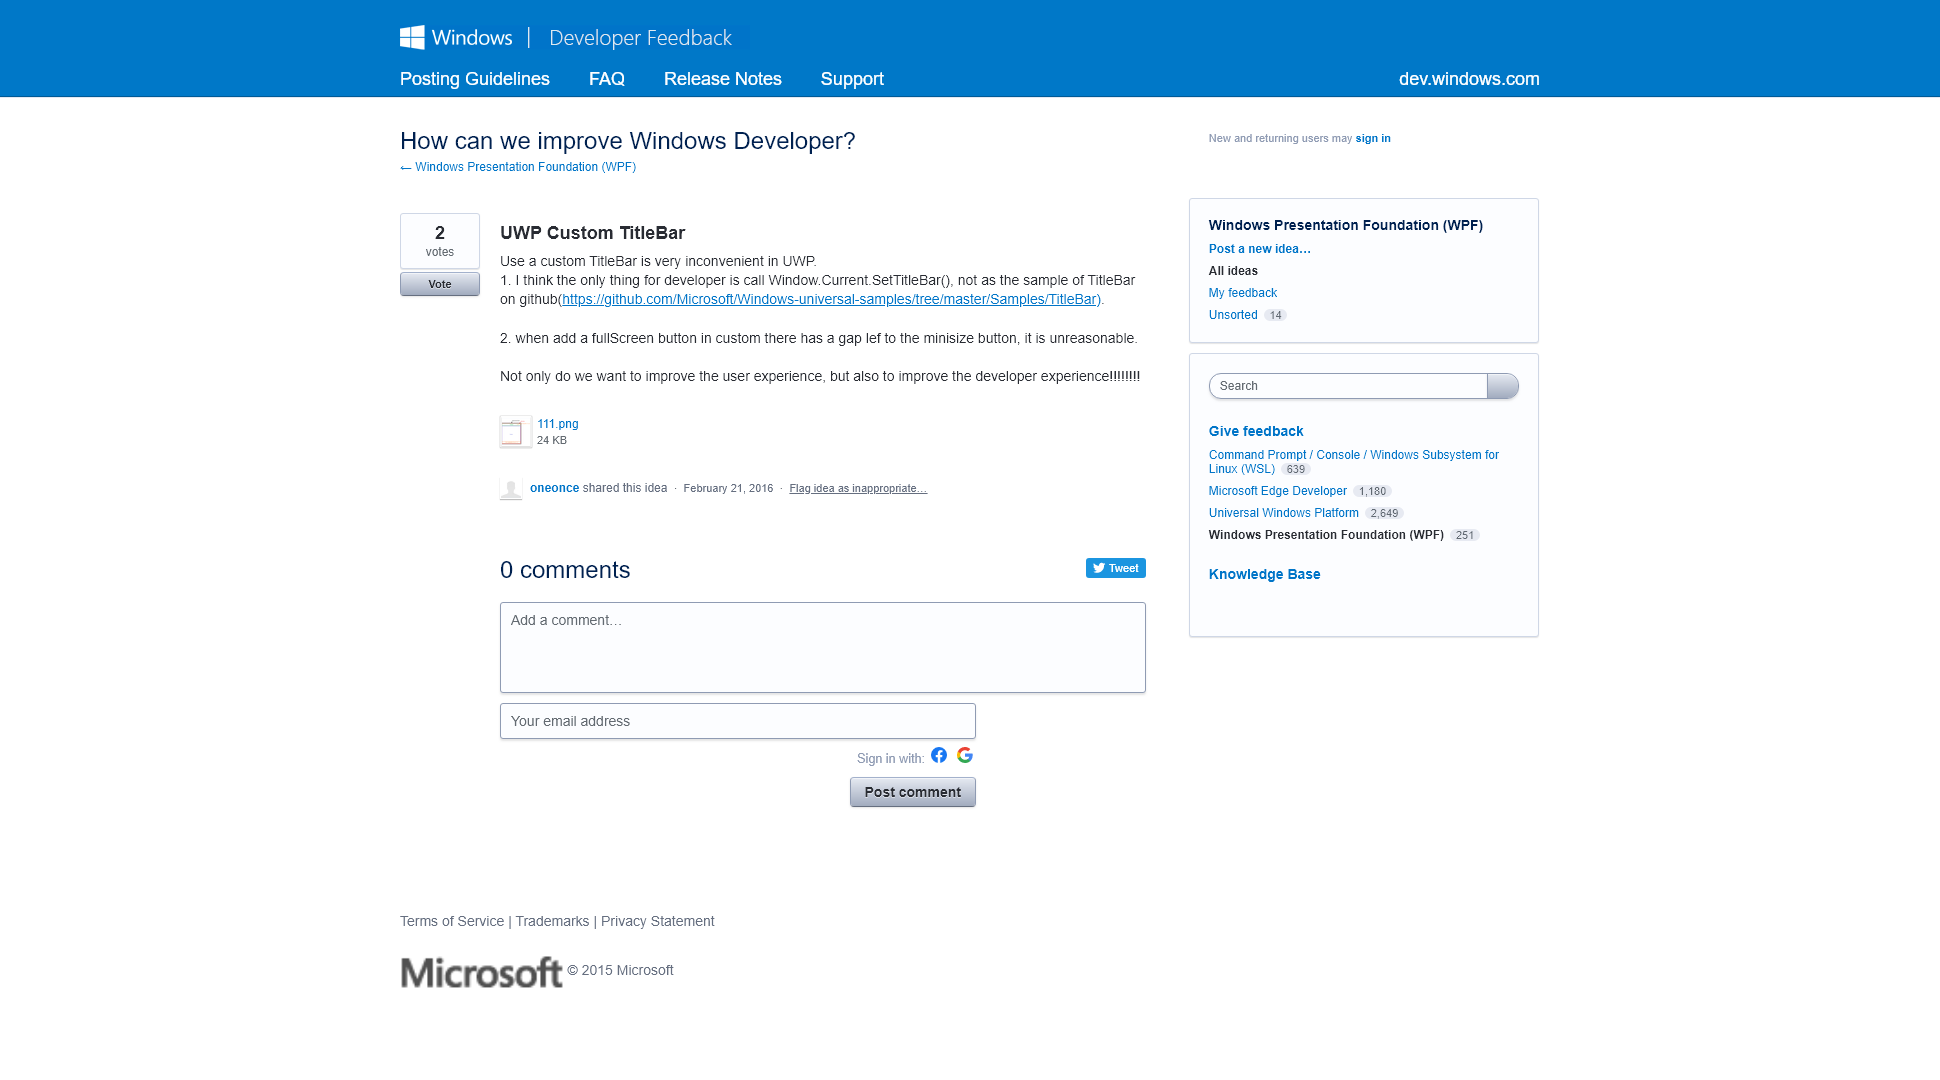 Windows | Developer Feedback
Posting Guidelines FAQ Release Notes Support dev.windows.com
How can we improve Windows Developer?
← Windows Presentation Foundation (WPF)
New and returning users may sign in
2
votes
Vote
UWP Custom TitleBar
Use a custom TitleBar is very inconvenient in UWP.
1. I think the only thing for developer is call Window.Current.SetTitleBar(), not as the sample of TitleBar
on github(https://github.com/Microsoft/Windows-universal-samples/tree/master/Samples/TitleBar).
2. when add a fullScreen button in custom there has a gap lef to the minisize button, it is unreasonable.
Not only do we want to improve the user experience, but also to improve the developer experience!!!!!!!!
111.png
24 KB
oneonce shared this idea · February 21, 2016 · Flag idea as inappropriate…
0 comments
Tweet
Add a comment…
Your email address
Sign in with:
Post comment
Windows Presentation Foundation (WPF)
Post a new idea…
All ideas
My feedback
Unsorted 14
Search
Give feedback
Command Prompt / Console / Windows Subsystem for
Linux (WSL) 639
Microsoft Edge Developer 1,180
Universal Windows Platform 2,649
Windows Presentation Foundation (WPF) 251
Knowledge Base
Terms of Service | Trademarks | Privacy Statement
Microsoft © 2015 Microsoft